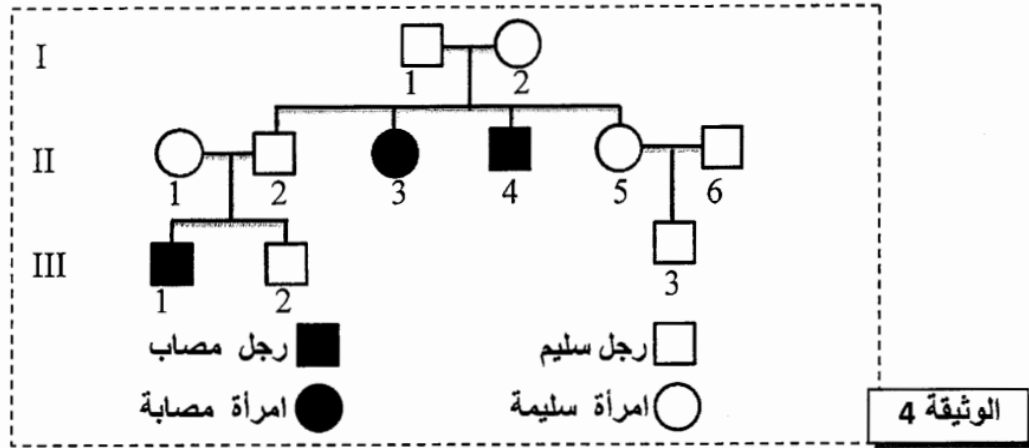 I
1 2
II
1 2 3 4 5 6
III
1 2 3
رجل سليم
رجل مصاب
امرأة سليمة
امرأة مصابة
الوثيقة 4